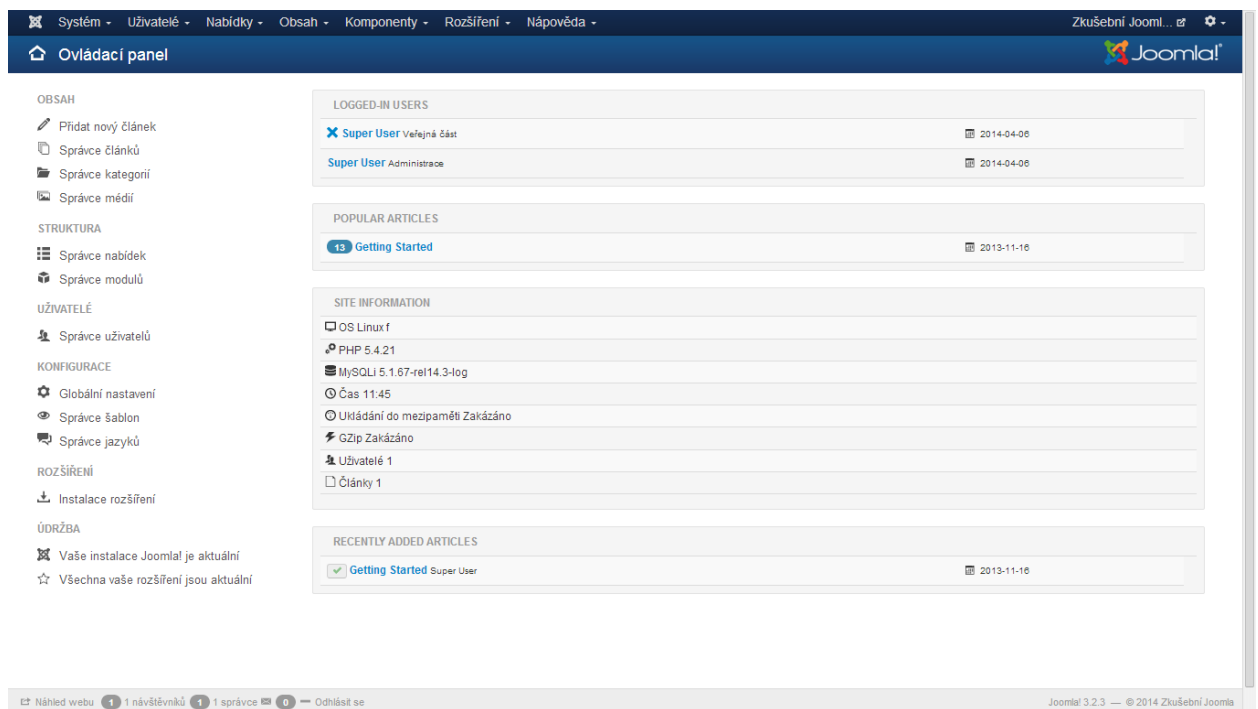 Systém Uživatelé Nabídky Obsah Komponenty Rozšíření Nápověda Zkušební Jooml...
Ovládací panel Joomla!
OBSAH
Přidat nový článek
Správce článků
Správce kategorií
Správce médií
STRUKTURA
Správce nabídek
Správce modulů
UŽIVATELÉ
Správce uživatelů
KONFIGURACE
Globální nastavení
Správce šablon
Správce jazyků
ROZŠÍŘENÍ
Instalace rozšíření
ÚDRŽBA
Vaše instalace Joomla! je aktuální
Všechna vaše rozšíření jsou aktuální
LOGGED-IN USERS
Super User Veřejná část 2014-04-06
Super User Administrace 2014-04-06
POPULAR ARTICLES
13 Getting Started 2013-11-16
SITE INFORMATION
OS Linux f
PHP 5.4.21
MySQLi 5.1.67-rel14.3-log
Čas 11:45
Ukládání do mezipaměti Zakázáno
GZip Zakázáno
Uživatelé 1
Články 1
RECENTLY ADDED ARTICLES
Getting Started Super User 2013-11-16
Náhled webu 1 1 návštěvníků 1 1 správce 0 Odhlásit se Joomla! 3.2.3 — © 2014 Zkušební Joomla